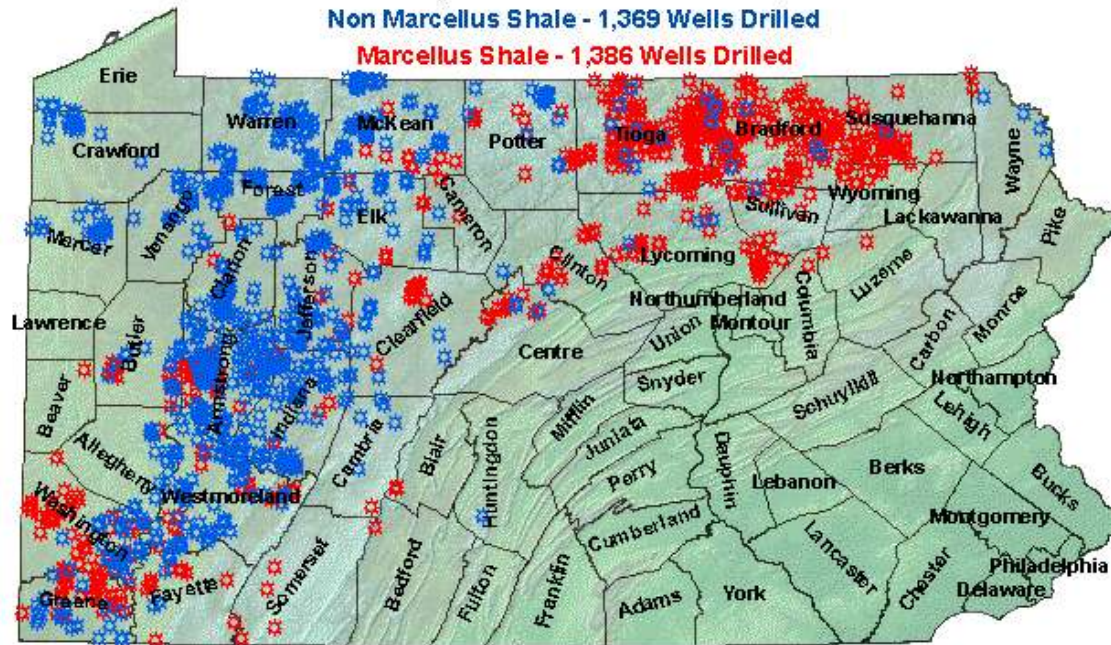 Non Marcellus Shale - 1,369 Wells Drilled
Marcellus Shale - 1,386 Wells Drilled
Erie
Crawford
Warren
McKean
Potter
Tioga
Bradford
Susquehanna
Wayne
Forest
Venango
Mercer
Elk
Cameron
Sullivan
Wyoming
Lackawanna
Pike
Clarion
Jefferson
Clearfield
Clinton
Lycoming
Luzerne
Columbia
Monroe
Carbon
Lawrence
Butler
Armstrong
Indiana
Centre
Northumberland
Union
Montour
Snyder
Schuylkill
Northampton
Lehigh
Beaver
Allegheny
Westmoreland
Cambria
Blair
Huntingdon
Mifflin
Juniata
Perry
Dauphin
Lebanon
Berks
Bucks
Washington
Cumberland
Lancaster
Montgomery
Greene
Fayette
Somerset
Bedford
Fulton
Franklin
Adams
York
Chester
Philadelphia
Delaware